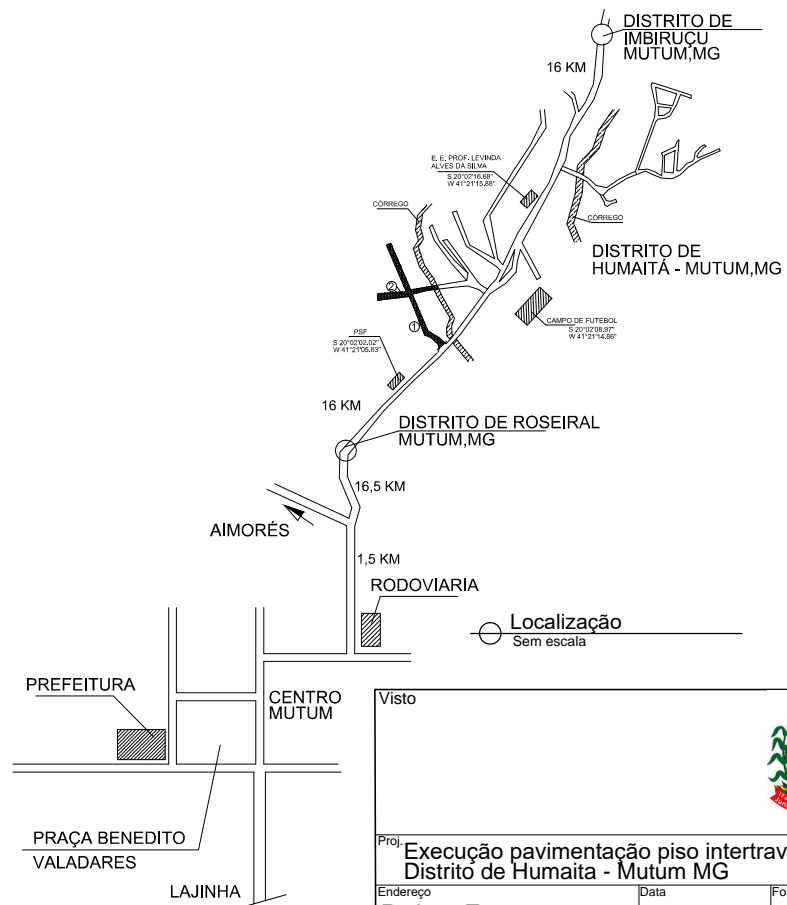 DISTRITO DE
IMBIRUÇU
MUTUM,MG
16 KM
E. E. PROF. LEVINDA
ALVES DA SILVA
S 20°02'16.68"
W 41°21'15.88"
CÓRREGO
CÓRREGO
DISTRITO DE
HUMAITÁ - MUTUM,MG
2
1
CAMPO DE FUTEBOL
S 20°02'08.97"
W 41°21'14.86"
PSF
S 20°02'02.02"
W 41°21'05.63"
16 KM
DISTRITO DE ROSEIRAL
MUTUM,MG
16,5 KM
AIMORÉS
1,5 KM
RODOVIARIA
Localização
Sem escala
PREFEITURA
CENTRO
MUTUM
PRAÇA BENEDITO
VALADARES
LAJINHA
Visto
Proj. Execução pavimentação piso intertrav
Distrito de Humaita - Mutum MG
Endereço
Data